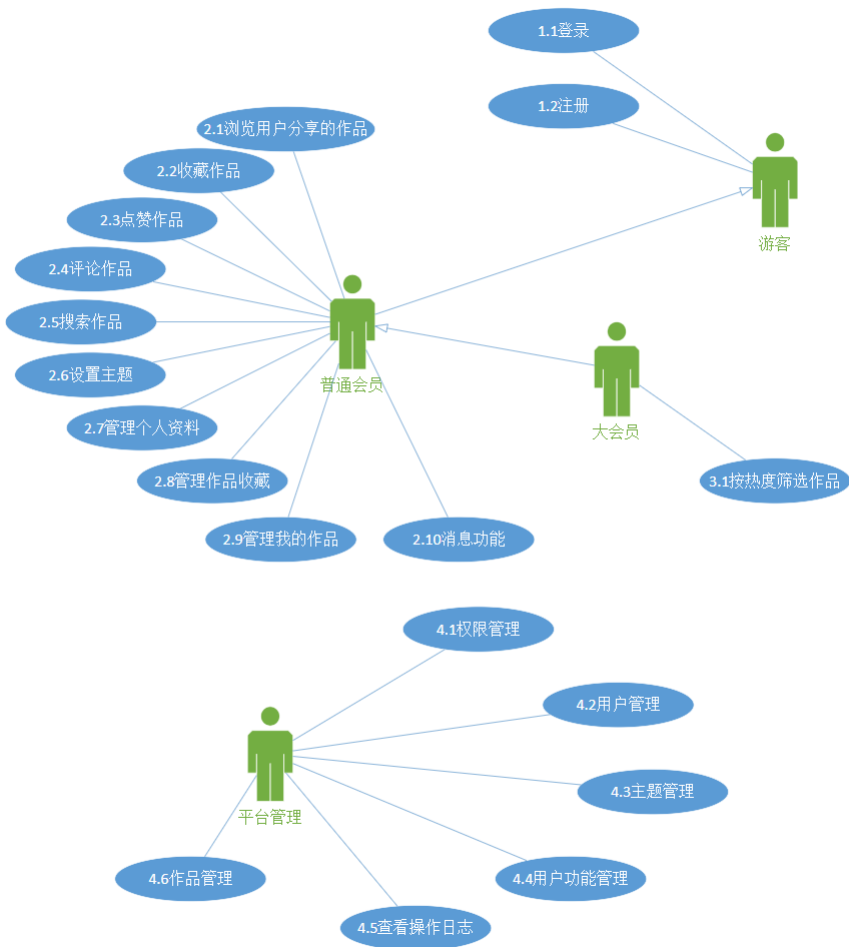 1.1登录
1.2注册
2.1浏览用户分享的作品
2.2收藏作品
2.3点赞作品
游客
2.4评论作品
2.5搜索作品
2.6设置主题
普通会员
2.7管理个人资料
大会员
2.8管理作品收藏
3.1按热度筛选作品
2.9管理我的作品
2.10消息功能
4.1权限管理
4.2用户管理
4.3主题管理
平台管理
4.6作品管理
4.4用户功能管理
4.5查看操作日志